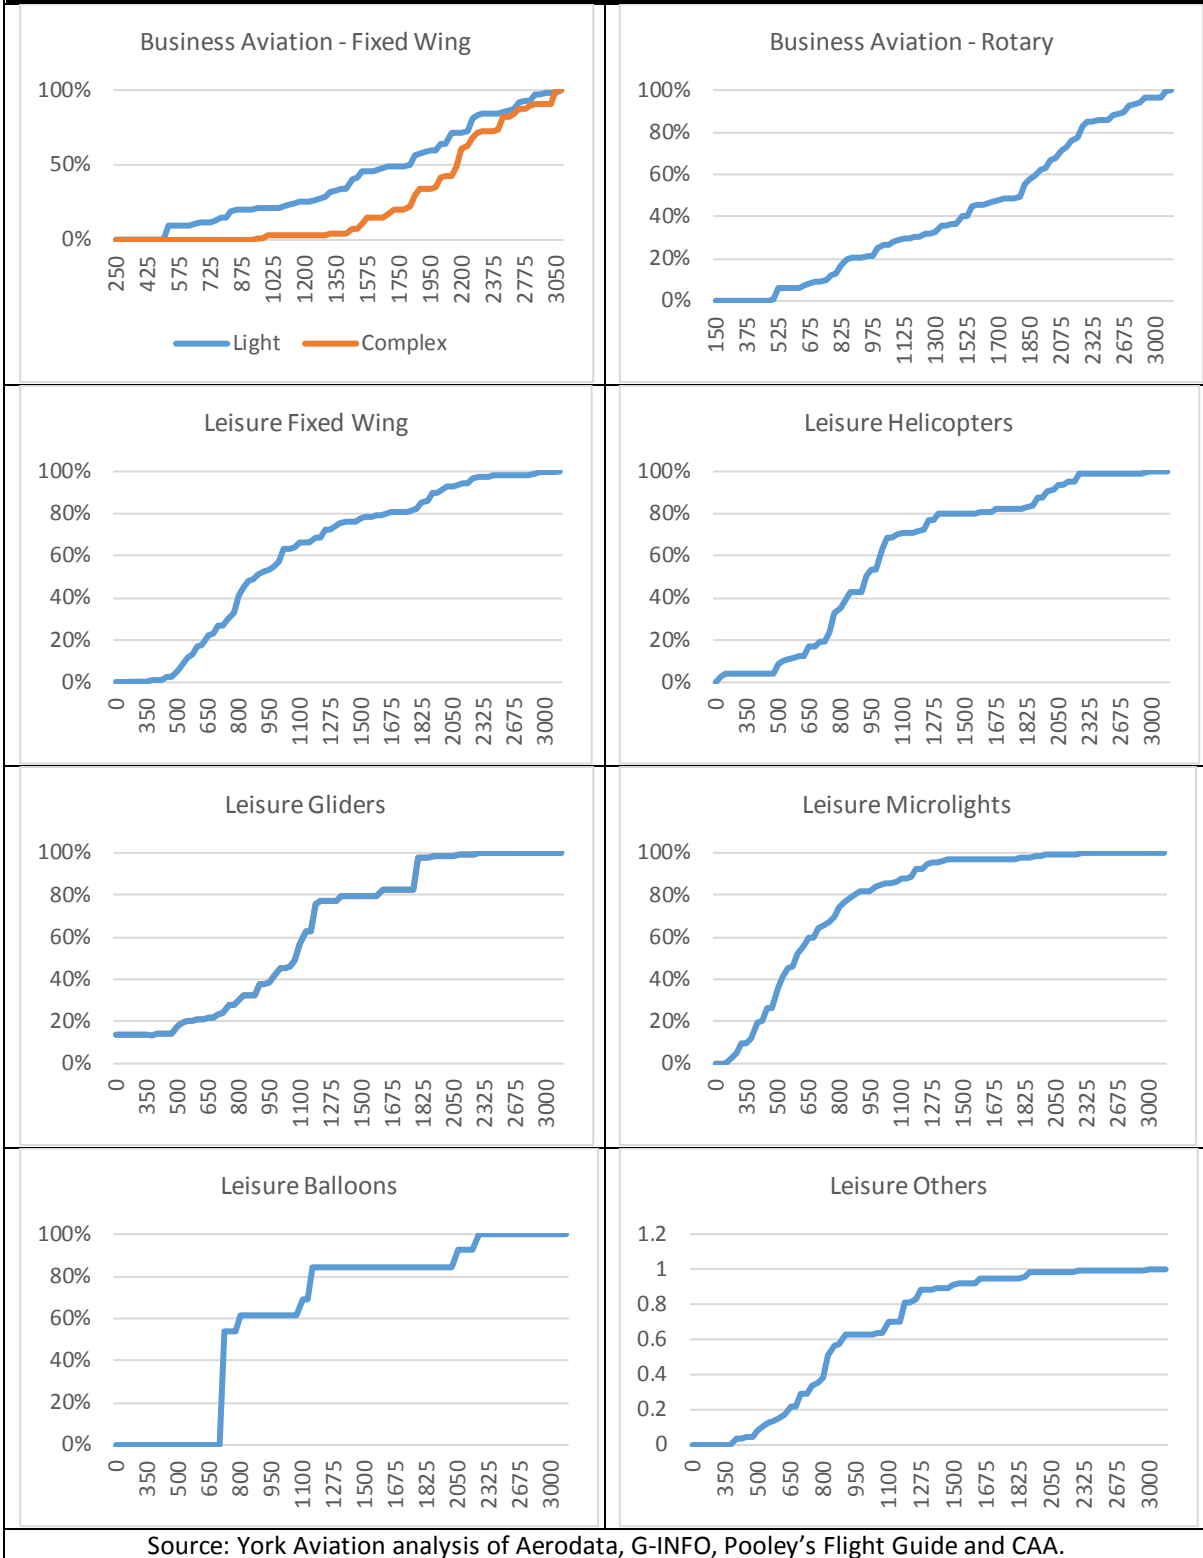 Business Aviation - Fixed Wing
100%
50%
0%
250 425 575 725 875 1025 1200 1350 1575 1750 1950 2200 2375 2775 3050
Light Complex
Business Aviation - Rotary
100%
80%
60%
40%
20%
0%
150 375 525 675 825 975 1125 1300 1525 1700 1850 2075 2325 2675 3000
Leisure Fixed Wing
100%
80%
60%
40%
20%
0%
0 350 500 650 800 950 1100 1275 1500 1675 1825 2050 2325 2675 3000
Leisure Helicopters
100%
80%
60%
40%
20%
0%
0 350 500 650 800 950 1100 1275 1500 1675 1825 2050 2325 2675 3000
Leisure Gliders
100%
80%
60%
40%
20%
0%
0 350 500 650 800 950 1100 1275 1500 1675 1825 2050 2325 2675 3000
Leisure Microlights
100%
80%
60%
40%
20%
0%
0 350 500 650 800 950 1100 1275 1500 1675 1825 2050 2325 2675 3000
Leisure Balloons
100%
80%
60%
40%
20%
0%
0 350 500 650 800 950 1100 1275 1500 1675 1825 2050 2325 2675 3000
Leisure Others
1.2
1
0.8
0.6
0.4
0.2
0
0 350 500 650 800 950 1100 1275 1500 1675 1825 2050 2325 2675 3000
Source: York Aviation analysis of Aerodata, G-INFO, Pooley’s Flight Guide and CAA.